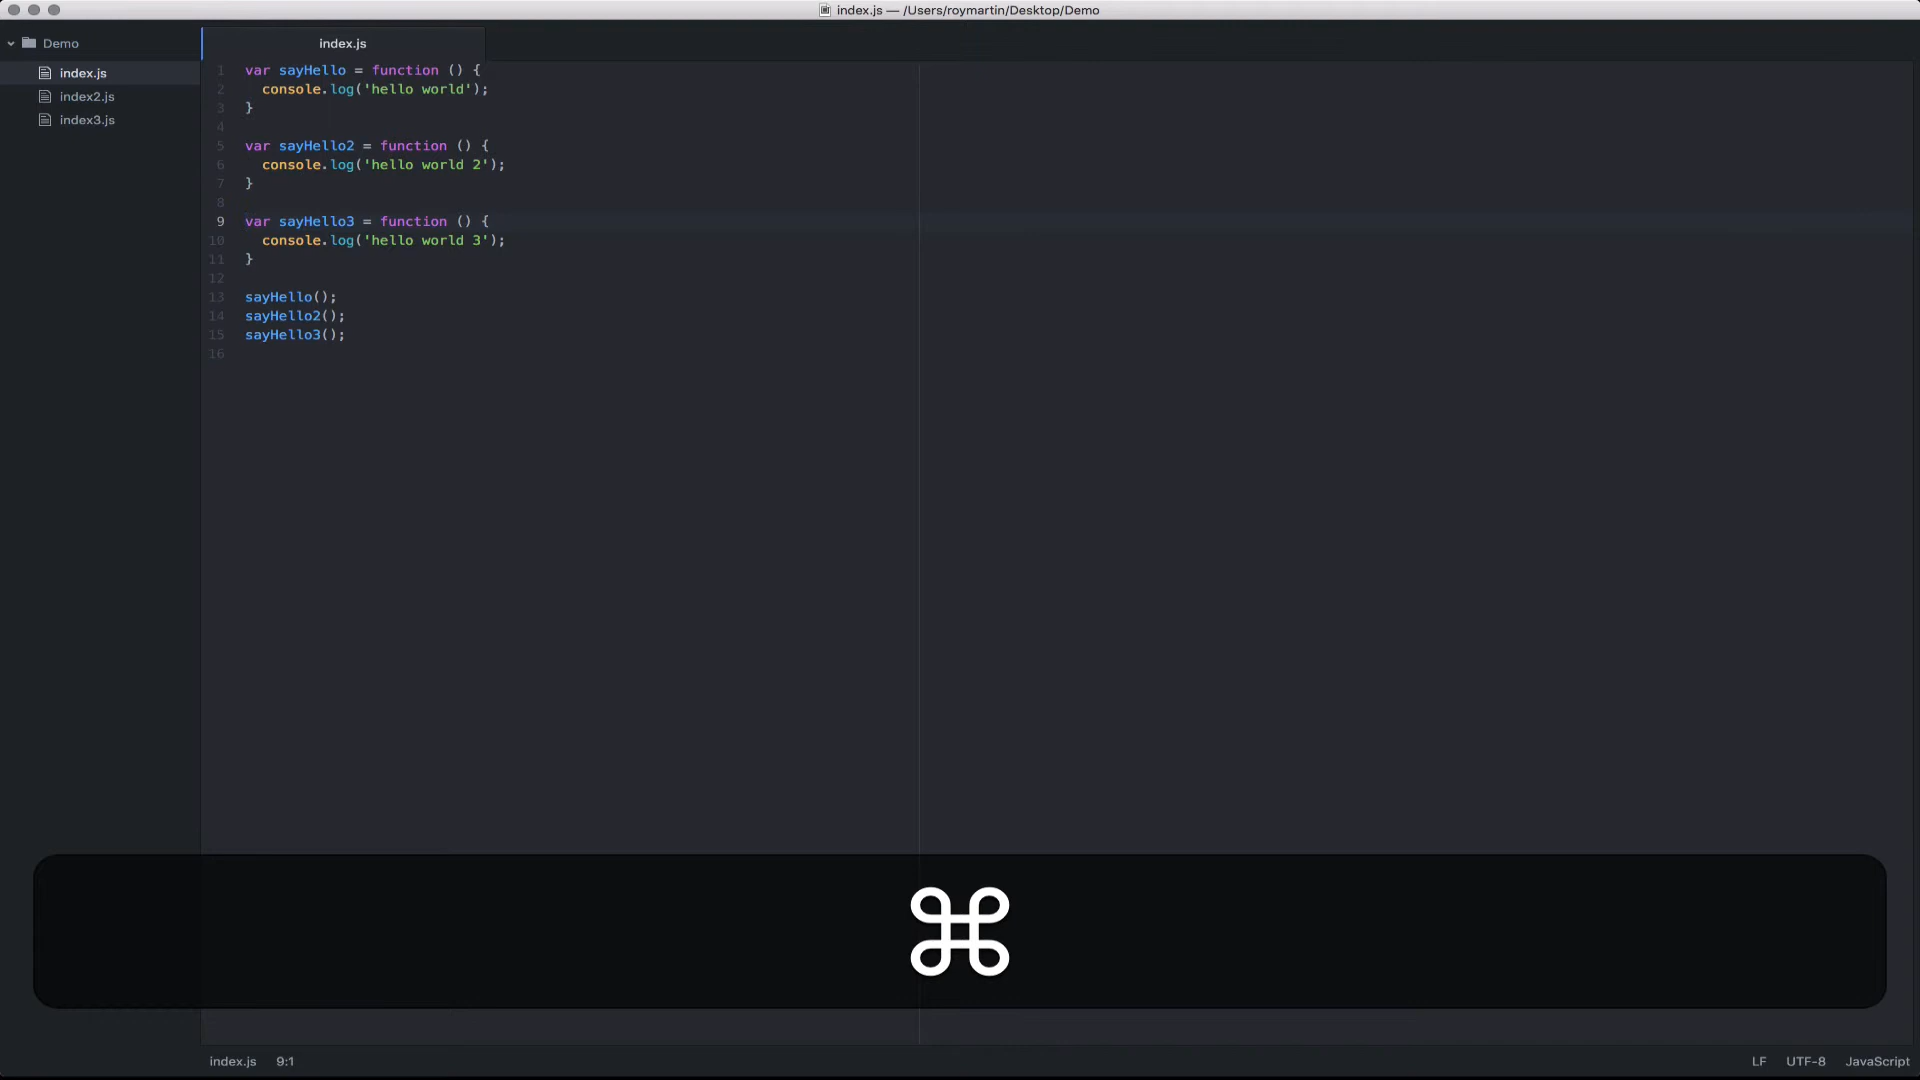 index.js — /Users/roymartin/Desktop/Demo
Demo
index.js
index2.js
index3.js
index.js
1 var sayHello = function () {
2   console.log('hello world');
3 }
4
5 var sayHello2 = function () {
6   console.log('hello world 2');
7 }
8
9 var sayHello3 = function () {
10   console.log('hello world 3');
11 }
12
13 sayHello();
14 sayHello2();
15 sayHello3();
16
⌘
index.js 9:1 LF UTF-8 JavaScript